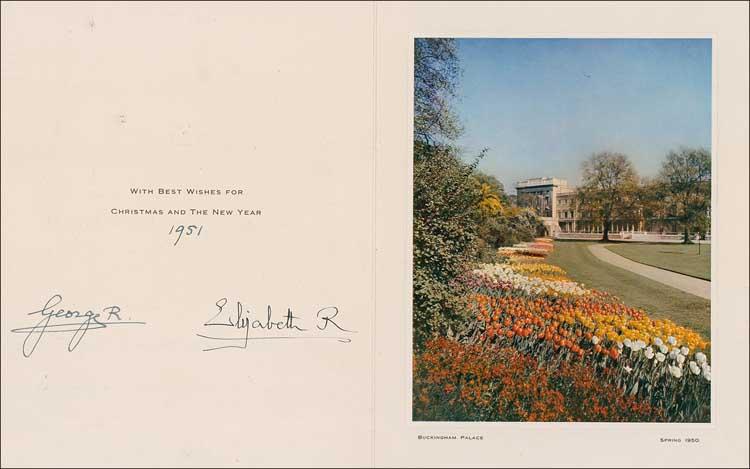 With Best Wishes for
Christmas and The New Year
1951
George R.
Elizabeth R
Buckingham Palace
Spring 1950.